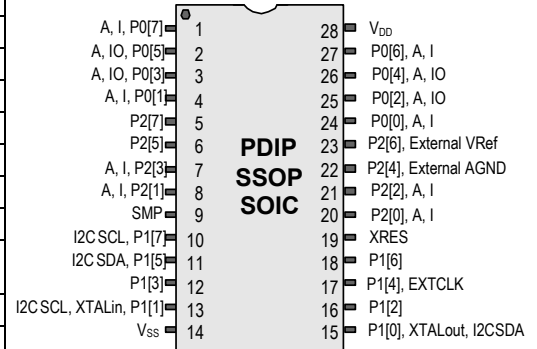 A, I, P0[7] 1 28 VDD
A, IO, P0[5] 2 27 P0[6], A, I
A, IO, P0[3] 3 26 P0[4], A, IO
A, I, P0[1] 4 25 P0[2], A, IO
P2[7] 5 24 P0[0], A, I
P2[5] 6 PDIP 23 P2[6], External VRef
A, I, P2[3] 7 SSOP 22 P2[4], External AGND
A, I, P2[1] 8 SOIC 21 P2[2], A, I
SMP 9 20 P2[0], A, I
I2C SCL, P1[7] 10 19 XRES
I2C SDA, P1[5] 11 18 P1[6]
P1[3] 12 17 P1[4], EXTCLK
I2C SCL, XTALin, P1[1] 13 16 P1[2]
Vss 14 15 P1[0], XTALout, I2CSDA